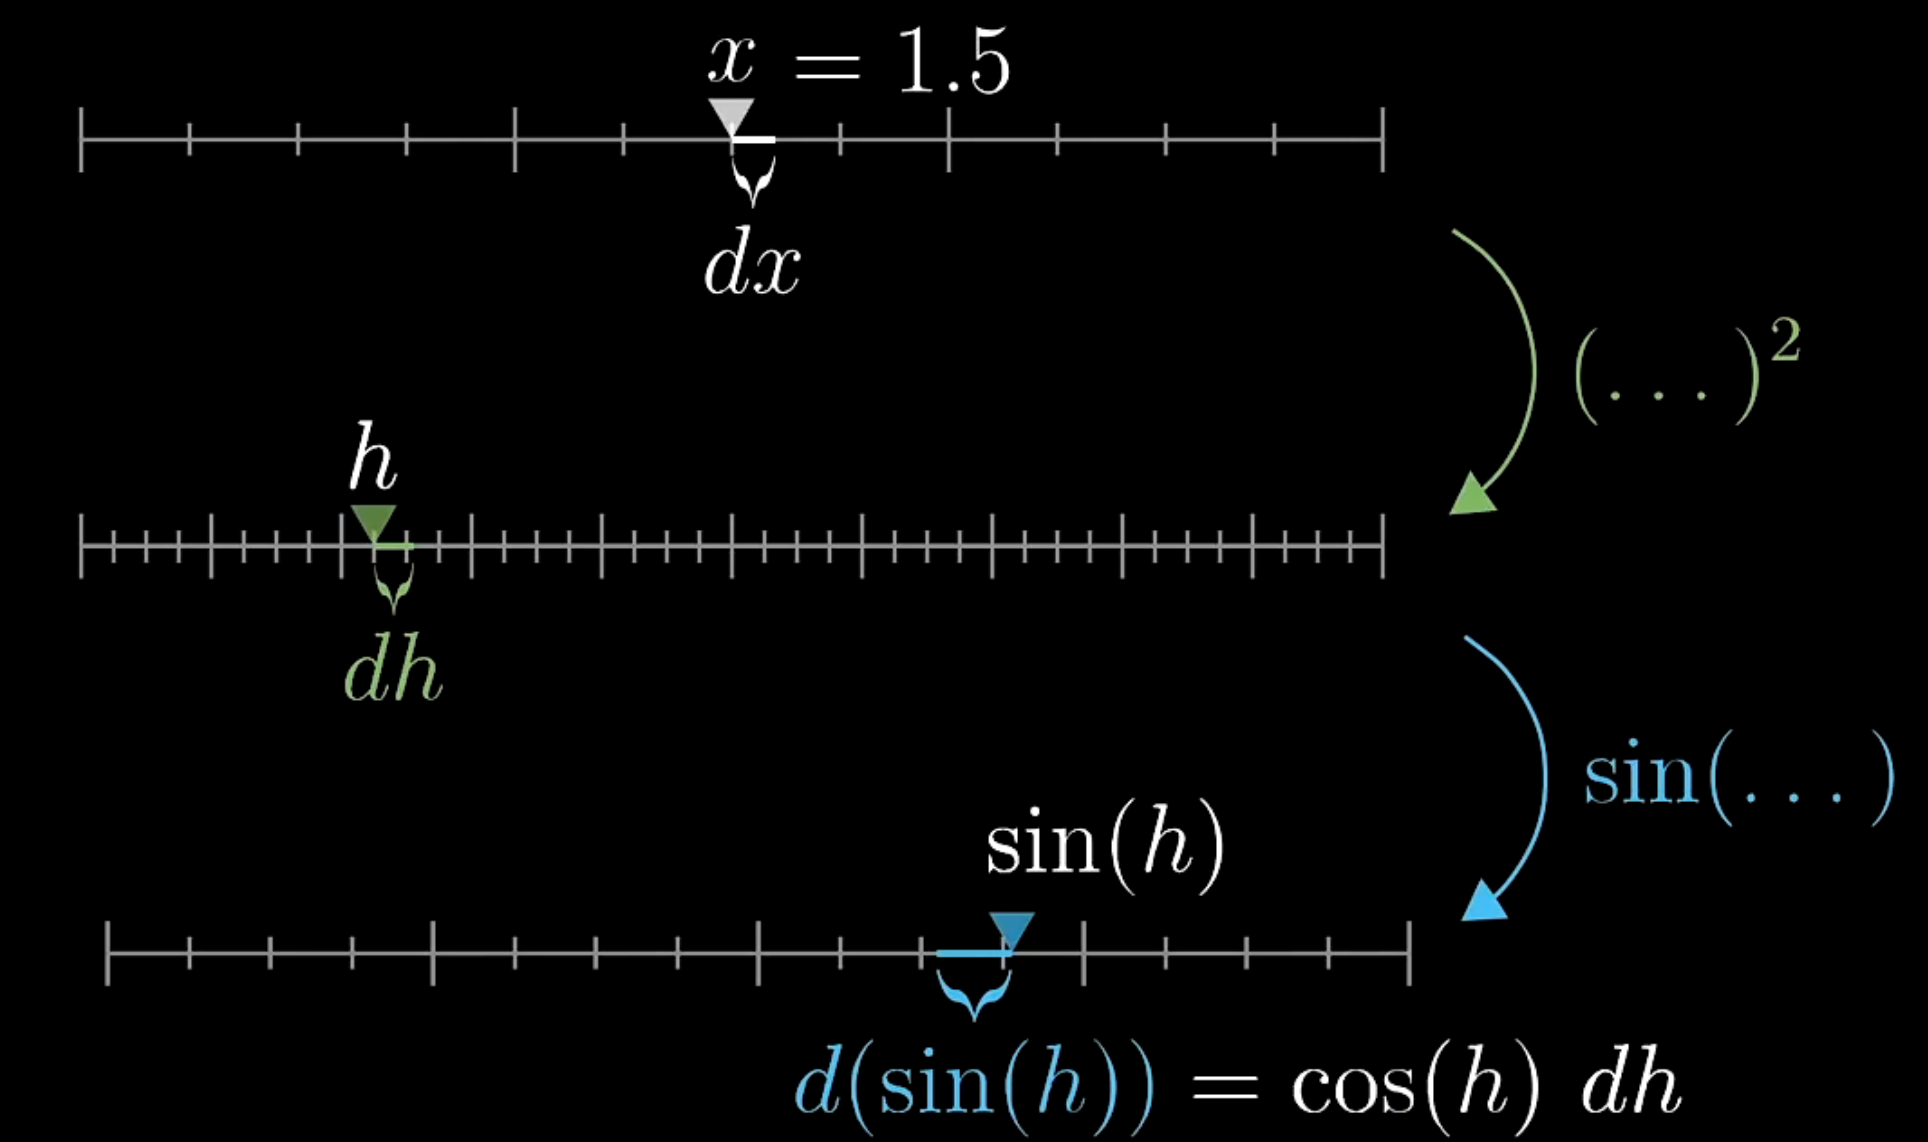 x = 1.5
dx
(...)²
h
dh
sin(...)
sin(h)
d(sin(h)) = cos(h) dh